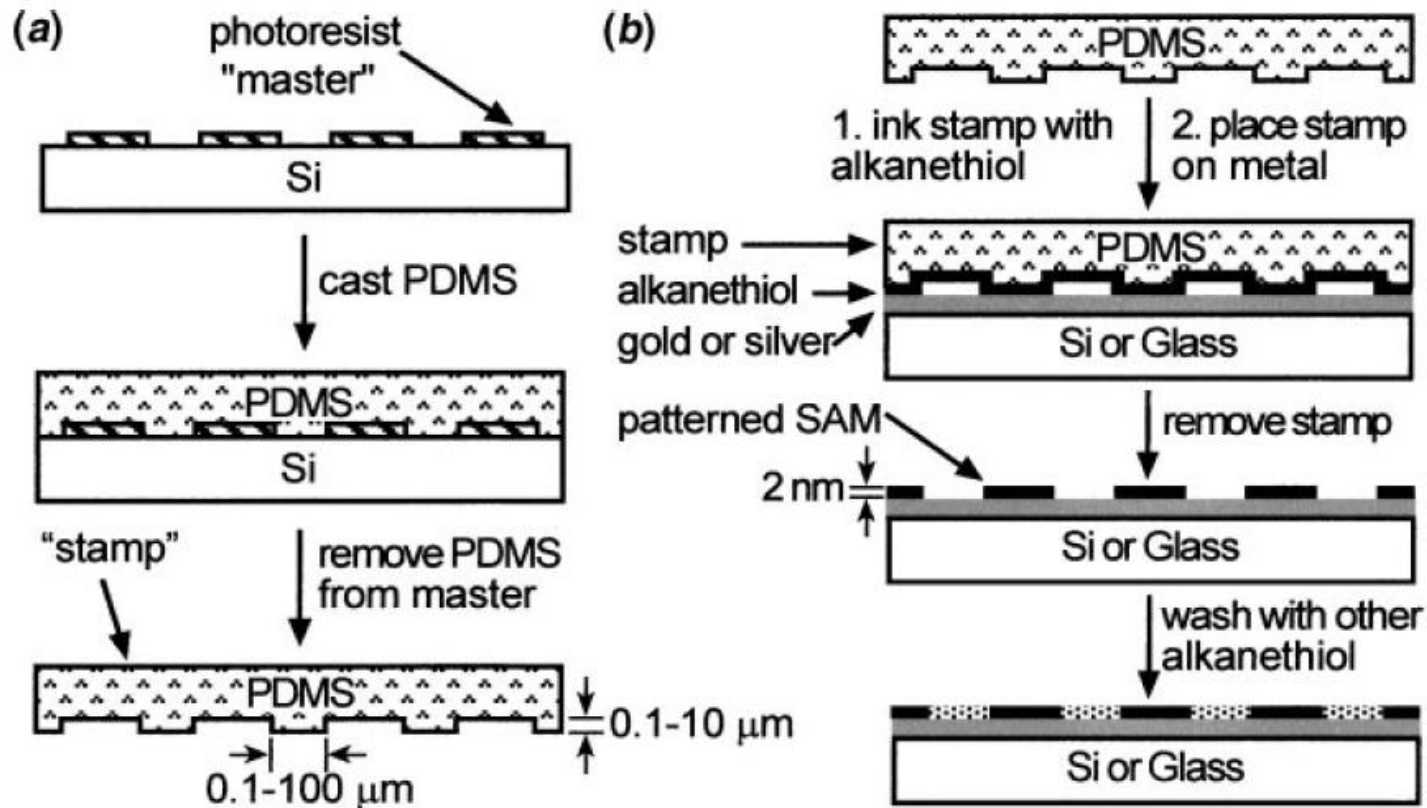 (a)
photoresist
"master"
Si
cast PDMS
PDMS
Si
"stamp"
remove PDMS
from master
PDMS
0.1-10 μm
0.1-100 μm
(b)
PDMS
1. ink stamp with
alkanethiol
2. place stamp
on metal
stamp
PDMS
alkanethiol
gold or silver
Si or Glass
patterned SAM
remove stamp
2 nm
Si or Glass
wash with other
alkanethiol
Si or Glass